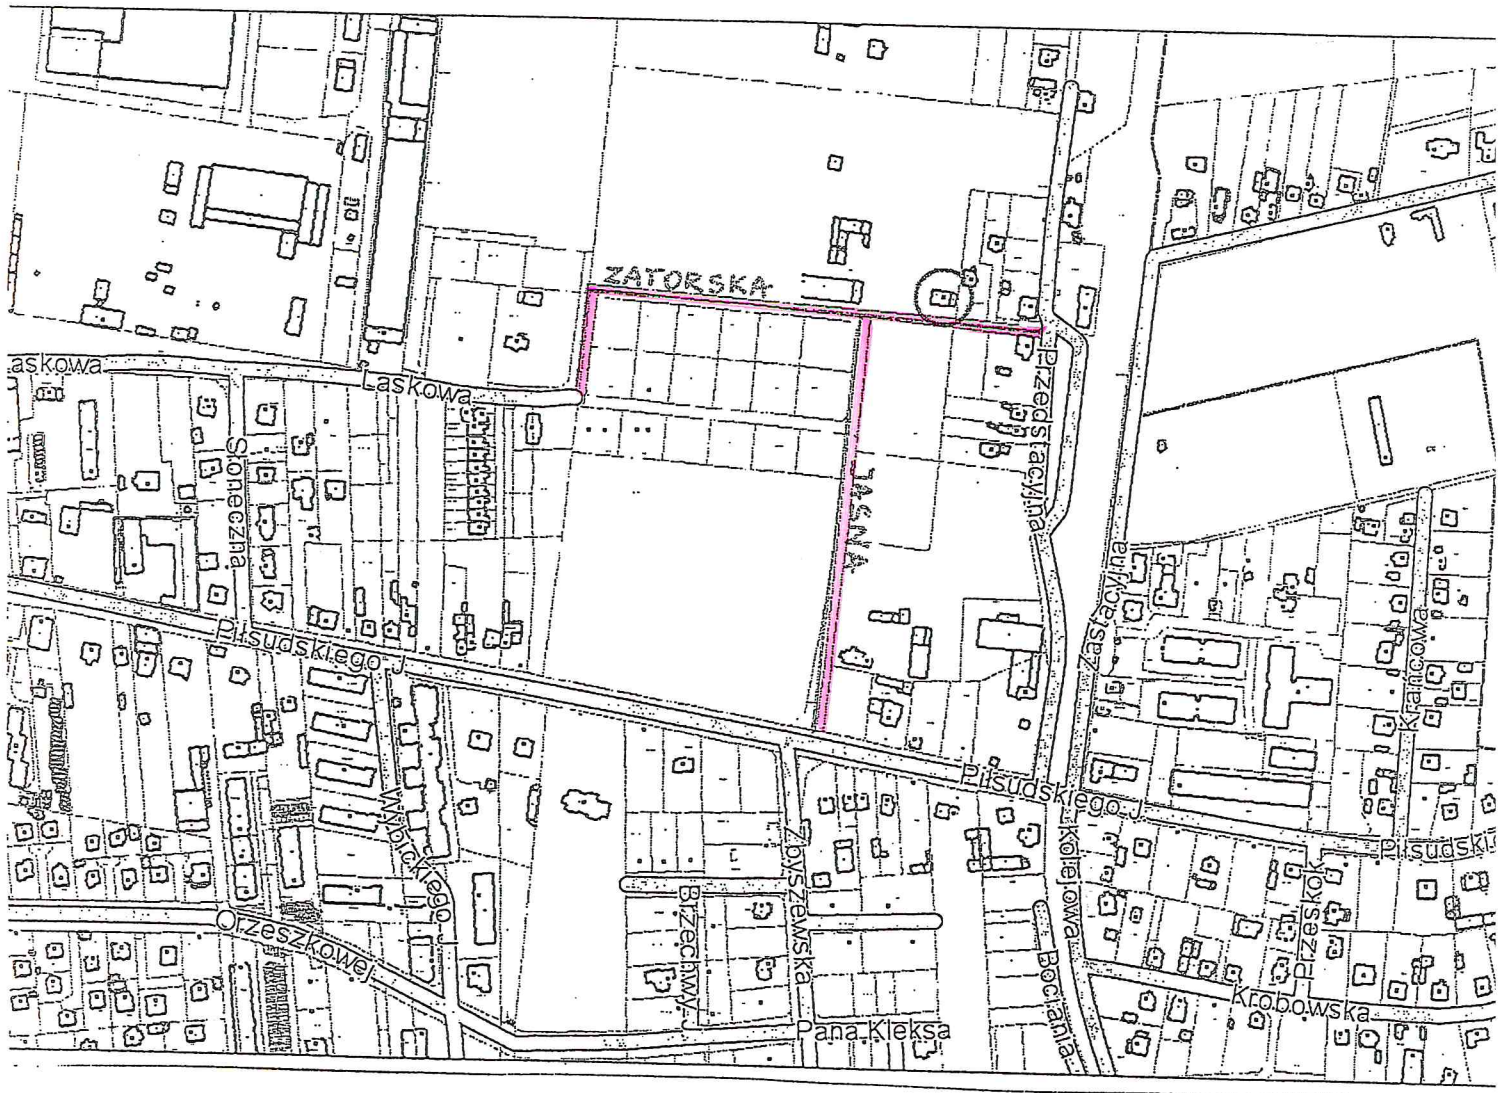 ZATORSKA
askowa
Laskowa
Przedstacyjna
Słoneczna
JASNA
Zastacyjna
Piłsudskiego J
Krańcowa
Piłsudskiego J
Wybickiego J
Zbyszewska
Kolejowa
Piłsudski
Przeskok
Orzeszkowej
Brzechwy J
Bociania
Krobowska
Pana Kleksa